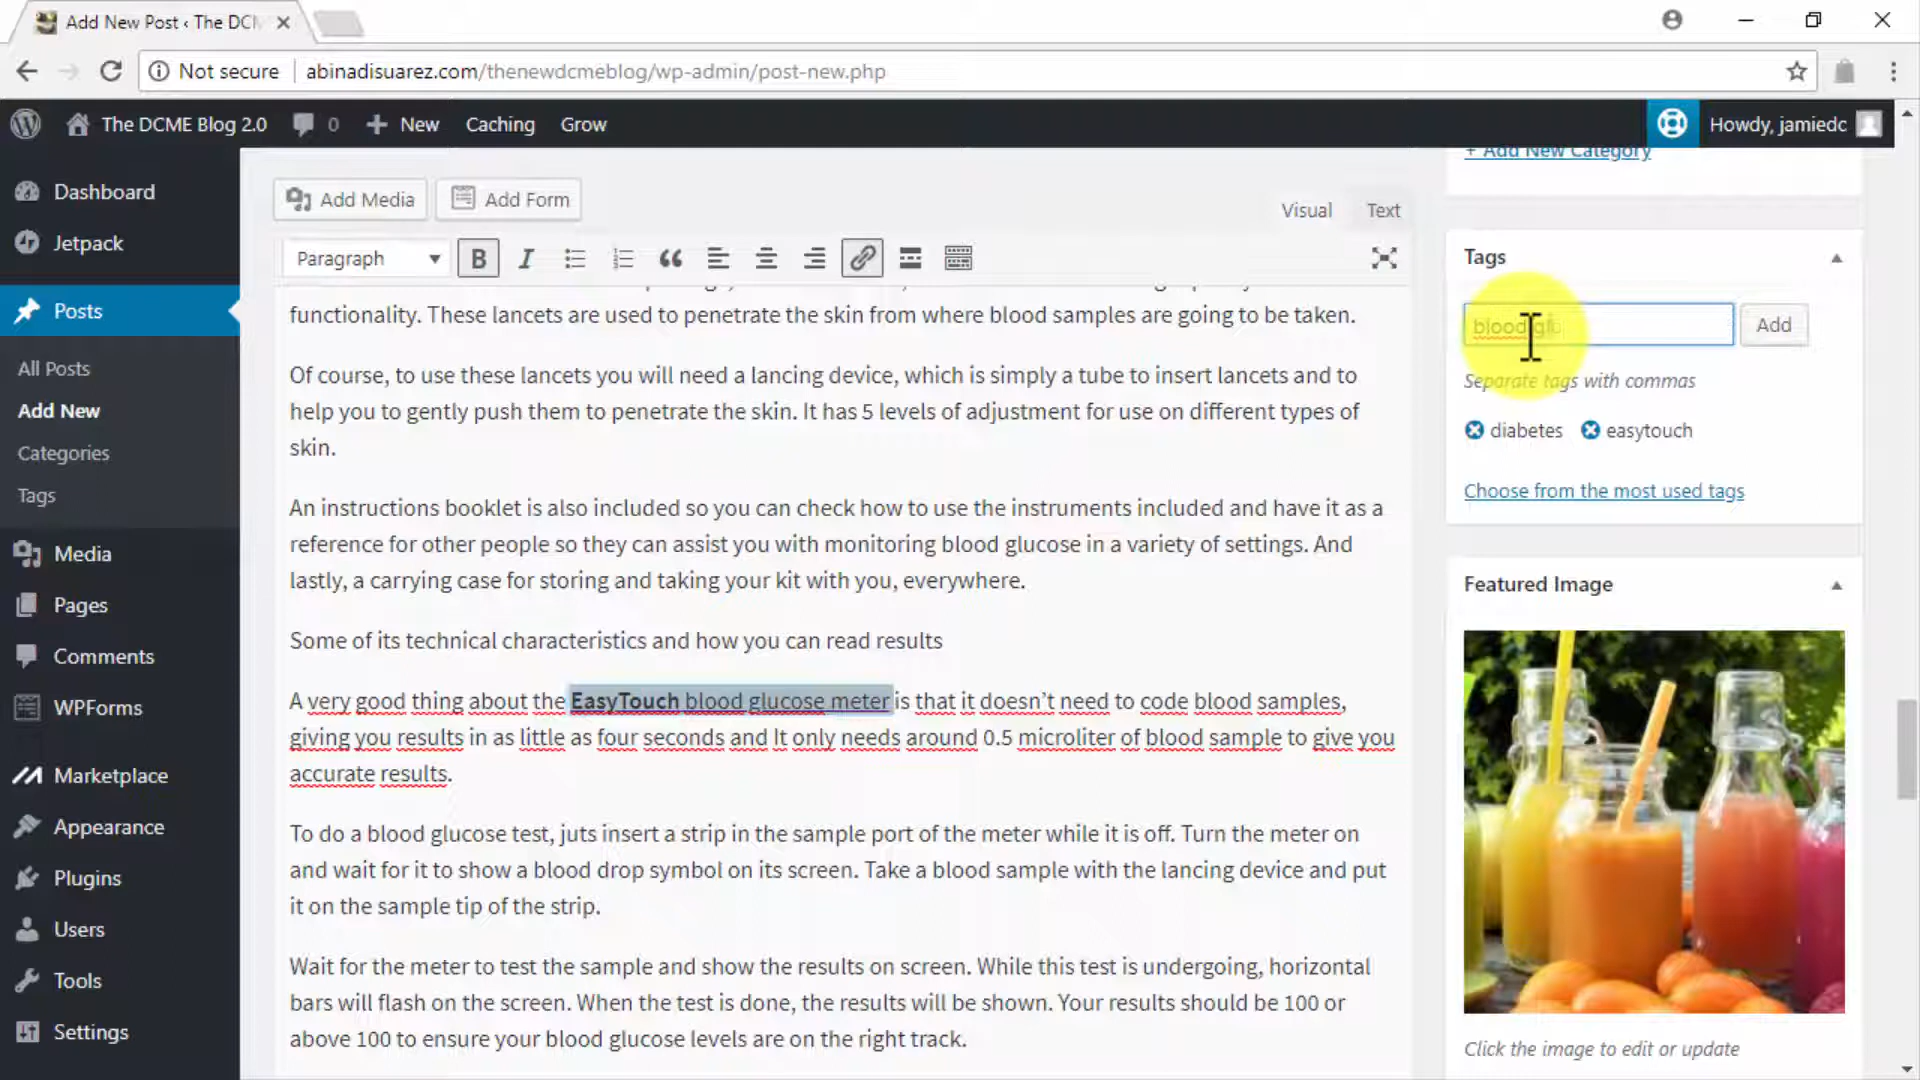 Add New Post ‹ The DCM
Not secure | abinadisuarez.com/thenewdcmeblog/wp-admin/post-new.php
The DCME Blog 2.0
0
New
Caching
Grow
Howdy, jamiedc
Dashboard
Jetpack
Posts
All Posts
Add New
Categories
Tags
Media
Pages
Comments
WPForms
Marketplace
Appearance
Plugins
Users
Tools
Settings
Add Media
Add Form
Visual
Text
Paragraph
B
I
functionality. These lancets are used to penetrate the skin from where blood samples are going to be taken.
Of course, to use these lancets you will need a lancing device, which is simply a tube to insert lancets and to
help you to gently push them to penetrate the skin. It has 5 levels of adjustment for use on different types of
skin.
An instructions booklet is also included so you can check how to use the instruments included and have it as a
reference for other people so they can assist you with monitoring blood glucose in a variety of settings. And
lastly, a carrying case for storing and taking your kit with you, everywhere.
Some of its technical characteristics and how you can read results
A very good thing about the EasyTouch blood glucose meter is that it doesn’t need to code blood samples,
giving you results in as little as four seconds and It only needs around 0.5 microliter of blood sample to give you
accurate results.
To do a blood glucose test, juts insert a strip in the sample port of the meter while it is off. Turn the meter on
and wait for it to show a blood drop symbol on its screen. Take a blood sample with the lancing device and put
it on the sample tip of the strip.
Wait for the meter to test the sample and show the results on screen. While this test is undergoing, horizontal
bars will flash on the screen. When the test is done, the results will be shown. Your results should be 100 or
above 100 to ensure your blood glucose levels are on the right track.
+ Add New Category
Tags
blood
Add
Separate tags with commas
diabetes
easytouch
Choose from the most used tags
Featured Image
Click the image to edit or update